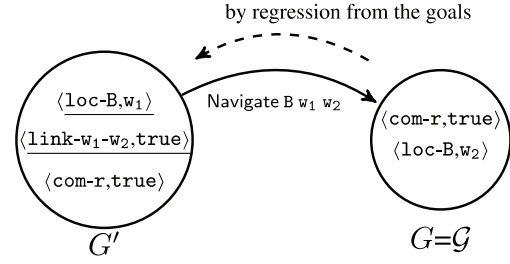 by regression from the goals
Navigate B w₁ w₂
⟨loc-B,w₁⟩
⟨link-w₁-w₂,true⟩
⟨com-r,true⟩
G′
⟨com-r,true⟩
⟨loc-B,w₂⟩
G=𝒢